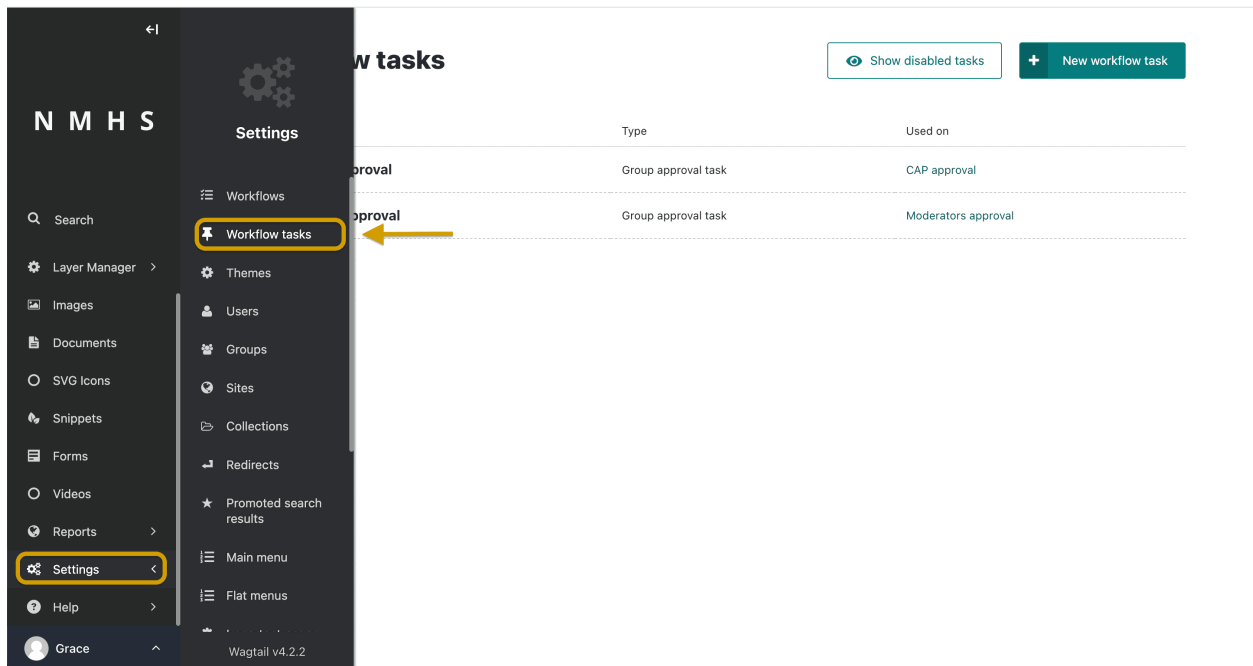 N M H S
Search
Layer Manager
Images
Documents
SVG Icons
Snippets
Forms
Videos
Reports
Settings
Help
Grace
Settings
Workflows
Workflow tasks
Themes
Users
Groups
Sites
Collections
Redirects
Promoted search
results
Main menu
Flat menus
Wagtail v4.2.2
w tasks
Show disabled tasks
New workflow task
Type
Used on
proval
Group approval task
CAP approval
pproval
Group approval task
Moderators approval